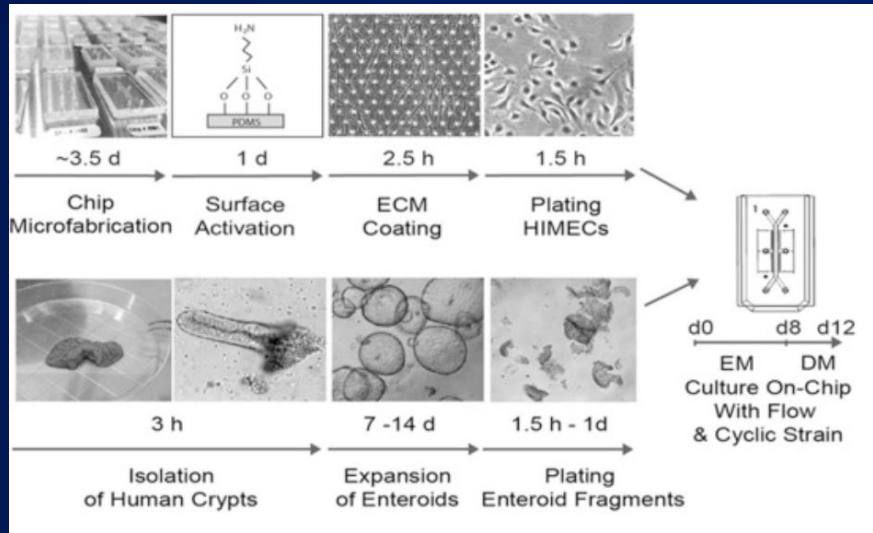 H₂N
Si
O O O
PDMS
~3.5 d
1 d
2.5 h
1.5 h
Chip
Microfabrication
Surface
Activation
ECM
Coating
Plating
HIMECs
1
d0 d8 d12
EM DM
Culture On-Chip
With Flow
& Cyclic Strain
3 h
7 -14 d
1.5 h - 1d
Isolation
of Human Crypts
Expansion
of Enteroids
Plating
Enteroid Fragments